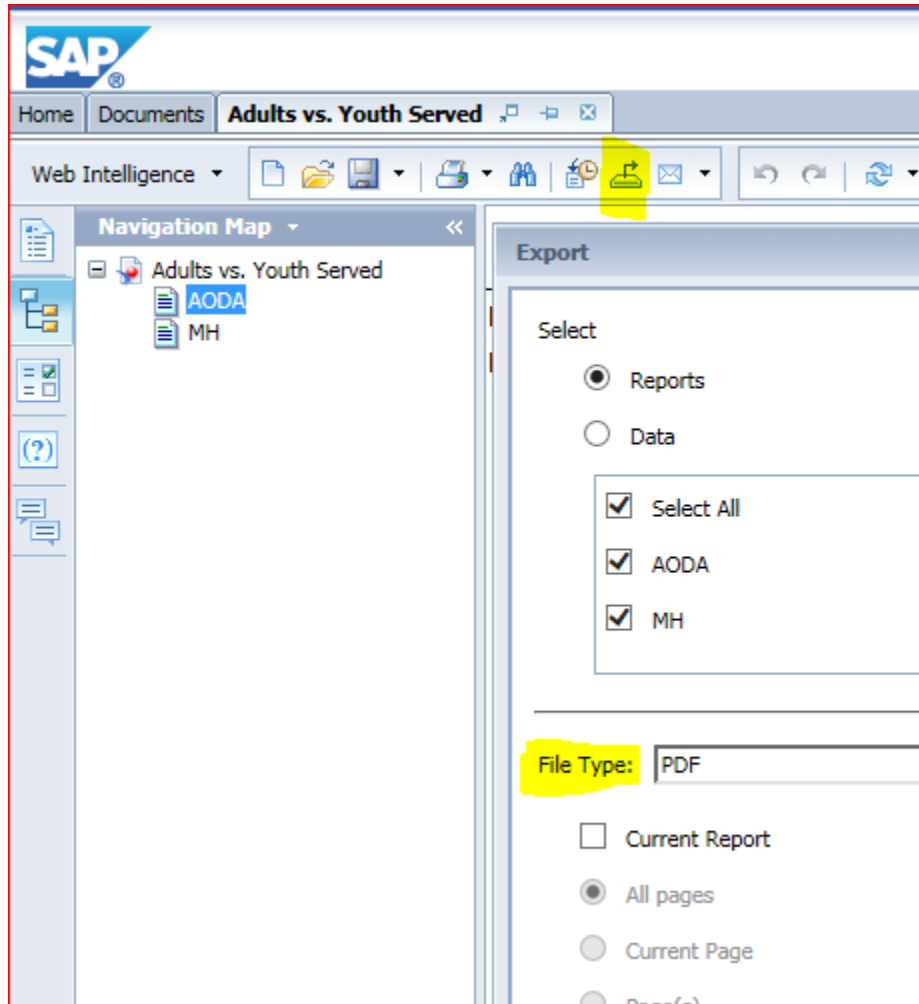 SAP®
Home Documents Adults vs. Youth Served
Web Intelligence
Navigation Map
Adults vs. Youth Served
AODA
MH
(?)
Export
Select
Reports
Data
Select All
AODA
MH
File Type: PDF
Current Report
All pages
Current Page
Page(s)